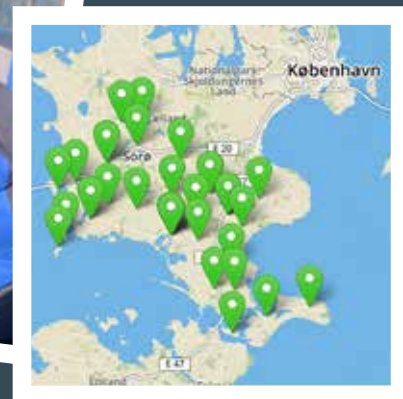 København
Nationalpark
Skjoldungernes
Land
Sorø
E 20
E 47